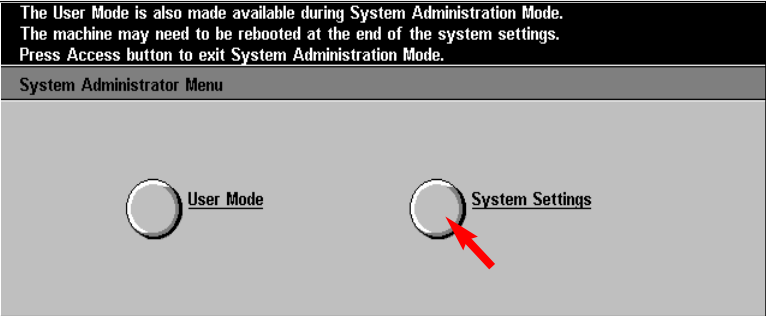 The User Mode is also made available during System Administration Mode.
The machine may need to be rebooted at the end of the system settings.
Press Access button to exit System Administration Mode.
System Administrator Menu
User Mode
System Settings